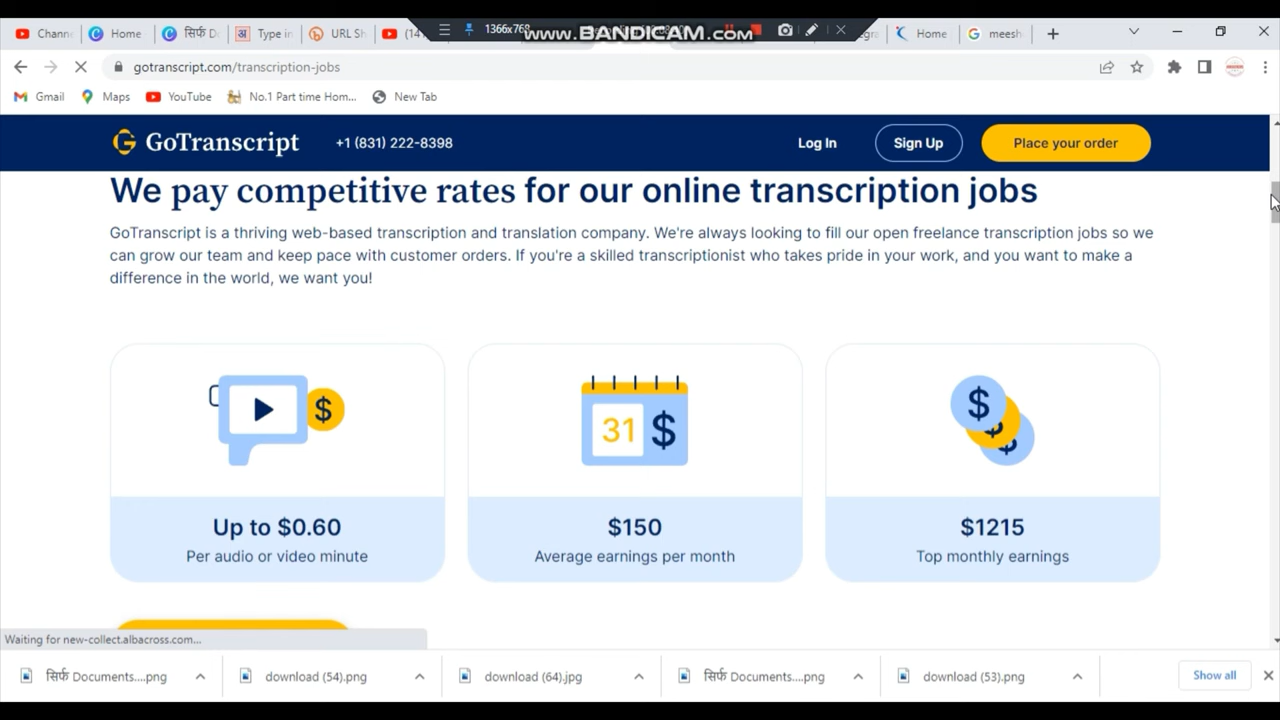 Chann
Home
सिर्फ D
Type in
URL Sh
(14
1366x768
www.BANDICAM.com
Home
meesh
gotranscript.com/transcription-jobs
Gmail
Maps
YouTube
No.1 Part time Hom...
New Tab
GoTranscript
+1 (831) 222-8398
Log In
Sign Up
Place your order
We pay competitive rates for our online transcription jobs
GoTranscript is a thriving web-based transcription and translation company. We're always looking to fill our open freelance transcription jobs so we
can grow our team and keep pace with customer orders. If you're a skilled transcriptionist who takes pride in your work, and you want to make a
difference in the world, we want you!
$
31 $
$
Up to $0.60
$150
$1215
Per audio or video minute
Average earnings per month
Top monthly earnings
Waiting for new-collect.albacross.com...
सिर्फ Documents....png
download (54).png
download (64).jpg
सिर्फ Documents....png
download (53).png
Show all